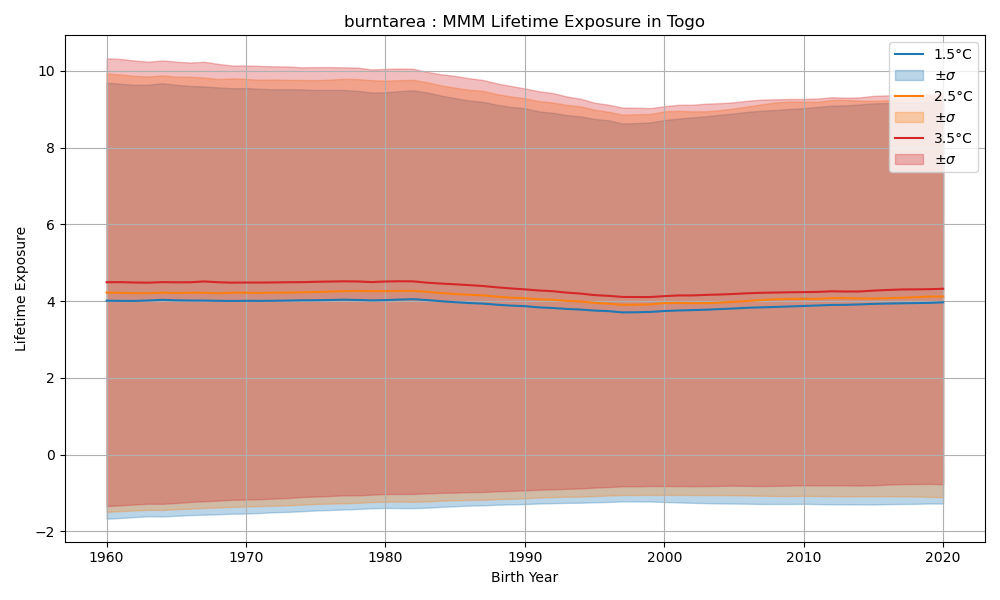 burntarea : MMM Lifetime Exposure in Togo
Lifetime Exposure
10
8
6
4
2
0
−2
1.5°C
±σ
2.5°C
±σ
3.5°C
±σ
1960 1970 1980 1990 2000 2010 2020
Birth Year